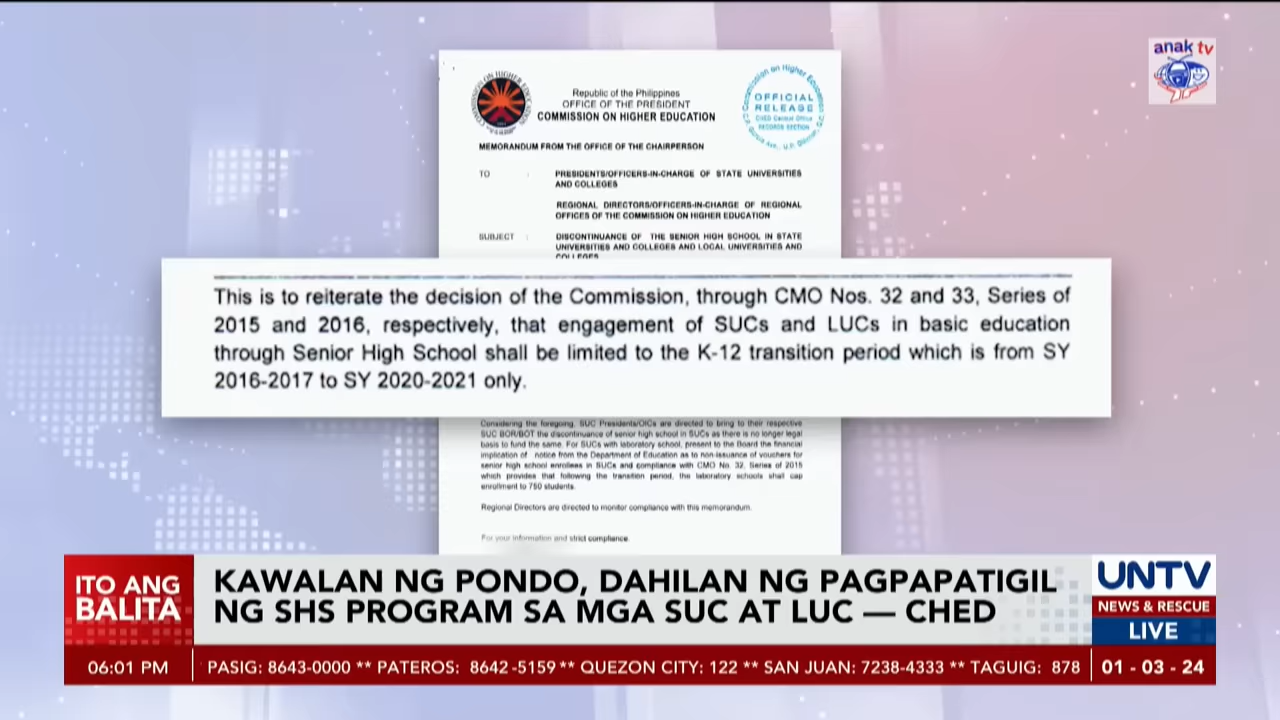 anak tv
Republic of the Philippines
OFFICE OF THE PRESIDENT
COMMISSION ON HIGHER EDUCATION
OFFICIAL
RELEASE
CHED Central Office
RECORDS SECTION
MEMORANDUM FROM THE OFFICE OF THE CHAIRPERSON
TO : PRESIDENTS/OFFICERS-IN-CHARGE OF STATE UNIVERSITIES
AND COLLEGES
REGIONAL DIRECTORS/OFFICERS-IN-CHARGE OF REGIONAL
OFFICES OF THE COMMISSION ON HIGHER EDUCATION
SUBJECT : DISCONTINUANCE OF THE SENIOR HIGH SCHOOL IN STATE
UNIVERSITIES AND COLLEGES AND LOCAL UNIVERSITIES AND
COLLEGES
This is to reiterate the decision of the Commission, through CMO Nos. 32 and 33, Series of
2015 and 2016, respectively, that engagement of SUCs and LUCs in basic education
through Senior High School shall be limited to the K-12 transition period which is from SY
2016-2017 to SY 2020-2021 only.
Considering the foregoing, SUC Presidents/OICs are directed to bring to their respective
SUC BOR/BOT the discontinuance of senior high school in SUCs as there is no longer legal
basis to fund the same. For SUCs with laboratory school, present to the Board the financial
implication of notice from the Department of Education as to non-issuance of vouchers for
senior high school enrollees in SUCs and compliance with CMO No. 32, Series of 2015
which provides that following the transition period, the laboratory schools shall cap
enrollment to 750 students.
Regional Directors are directed to monitor compliance with this memorandum.
For your information and strict compliance.
ITO ANG
BALITA
KAWALAN NG PONDO, DAHILAN NG PAGPAPATIGIL
NG SHS PROGRAM SA MGA SUC AT LUC — CHED
UNTV
NEWS & RESCUE
LIVE
06:01 PM
PASIG: 8643-0000 ** PATEROS: 8642-5159 ** QUEZON CITY: 122 ** SAN JUAN: 7238-4333 ** TAGUIG: 878
01 - 03 - 24